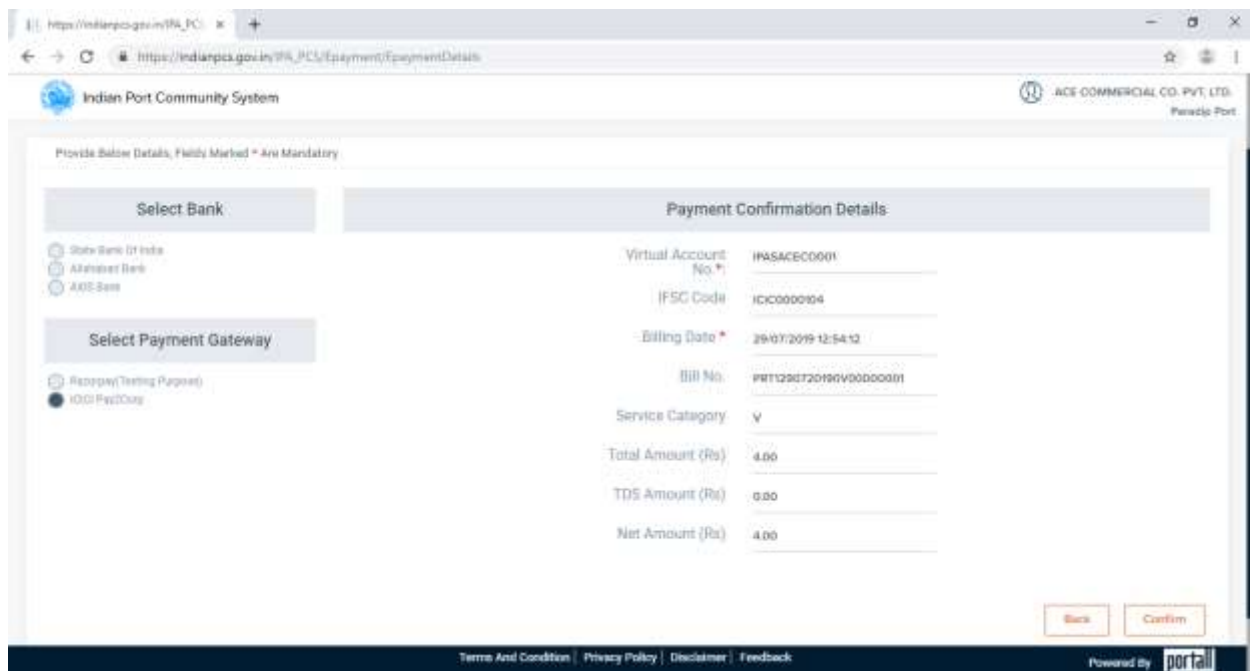 https://indianpcs.gov.in/IPA_PCS
https://indianpcs.gov.in/IPA_PCS/Epayment/EpaymentDetails
Indian Port Community System
ACE COMMERCIAL CO. PVT. LTD.
Paradip Port
Provide Below Details, Fields Marked * Are Mandatory
Select Bank
Payment Confirmation Details
State Bank Of India
Allahabad Bank
AXIS Bank
Virtual Account No.*: IPASACECO001
IFSC Code ICIC0000104
Billing Date * 29/07/2019 12:54:12
Select Payment Gateway
Razorpay(Testing Purpose)
ICICI Pay2Duty
Bill No. PRT1290720190V00000001
Service Category V
Total Amount (Rs) 4.00
TDS Amount (Rs) 0.00
Net Amount (Rs) 4.00
Back Confirm
Terms And Condition | Privacy Policy | Disclaimer | Feedback
Powered By portall